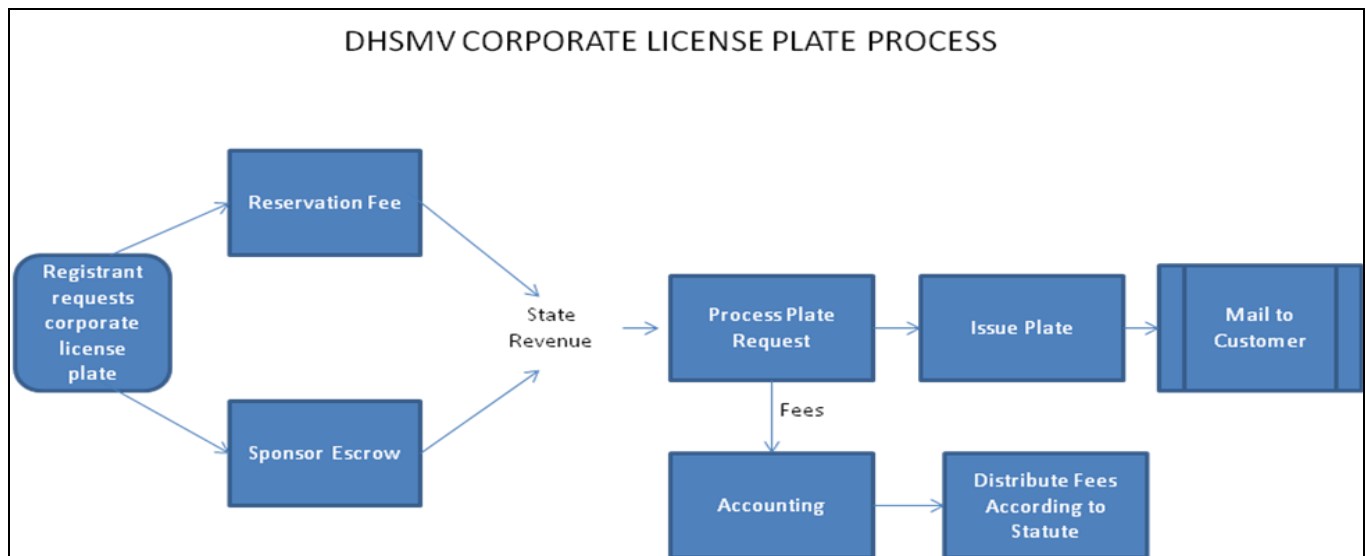 DHSMV CORPORATE LICENSE PLATE PROCESS
Reservation Fee
Registrant
requests
corporate
license
plate
State
Revenue
Process Plate
Request
Issue Plate
Mail to
Customer
Fees
Sponsor Escrow
Accounting
Distribute Fees
According to
Statute